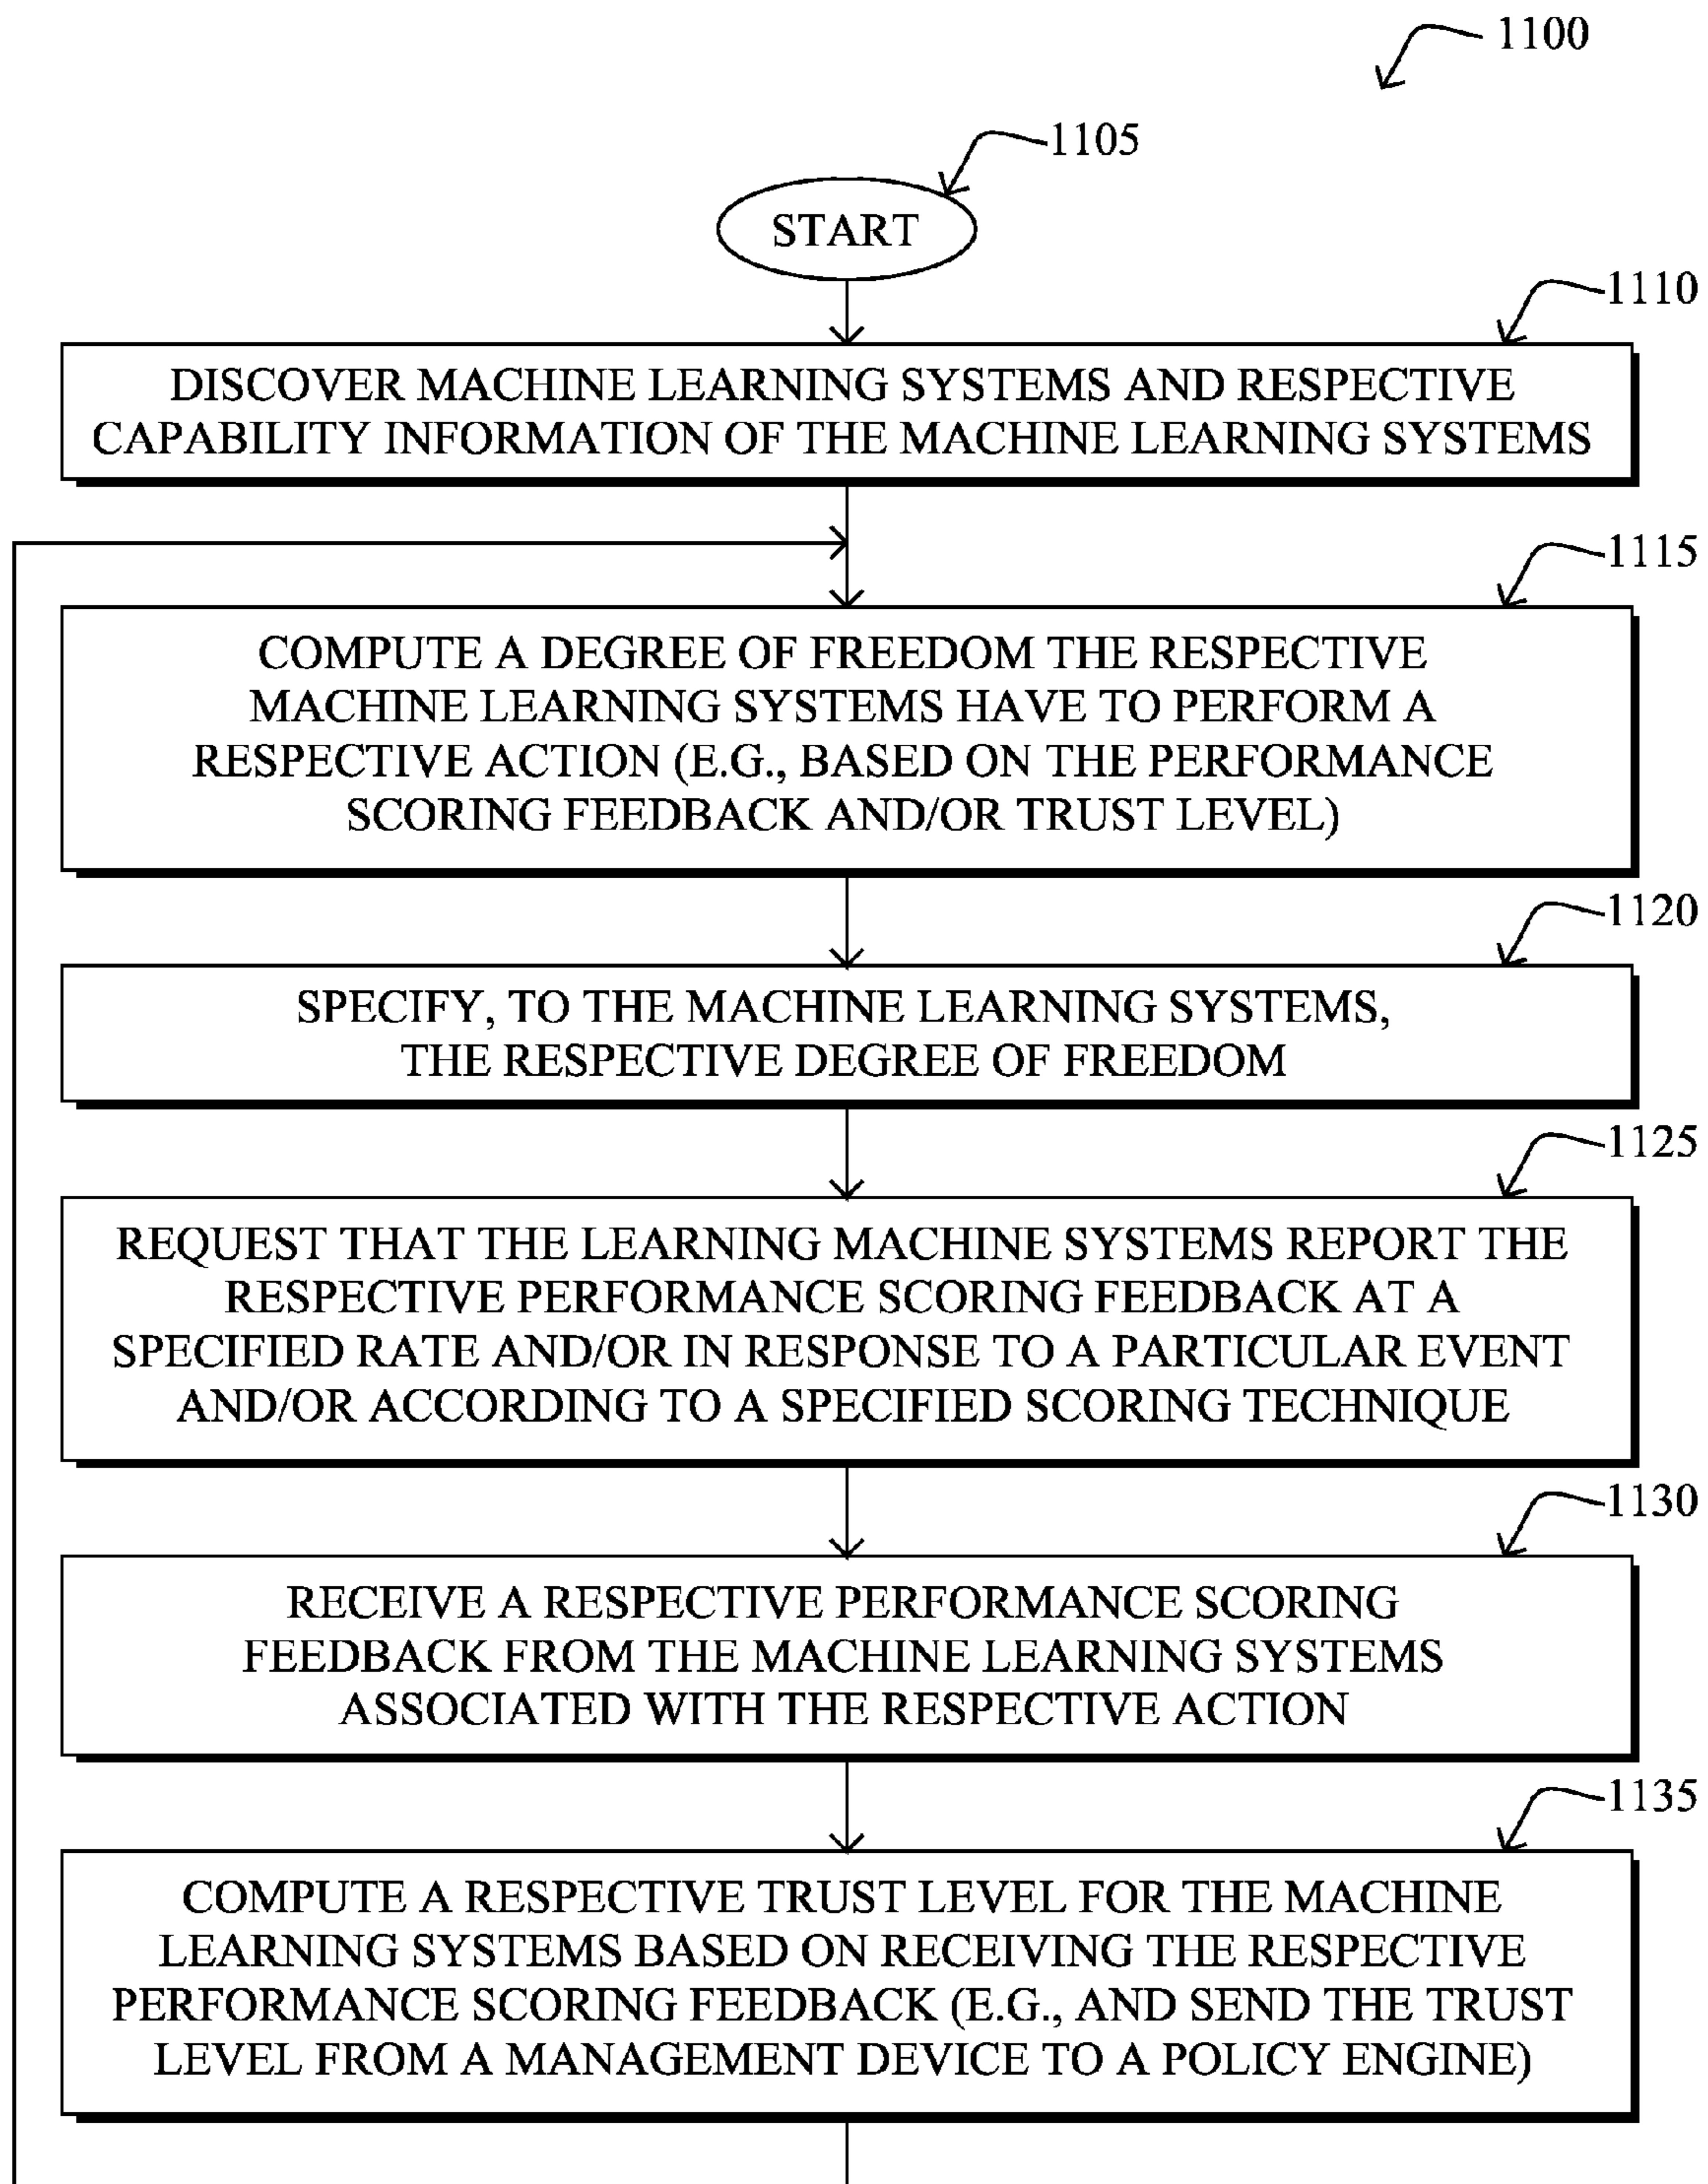 1100
1105
START
1110
DISCOVER MACHINE LEARNING SYSTEMS AND RESPECTIVE
CAPABILITY INFORMATION OF THE MACHINE LEARNING SYSTEMS
1115
COMPUTE A DEGREE OF FREEDOM THE RESPECTIVE
MACHINE LEARNING SYSTEMS HAVE TO PERFORM A
RESPECTIVE ACTION (E.G., BASED ON THE PERFORMANCE
SCORING FEEDBACK AND/OR TRUST LEVEL)
1120
SPECIFY, TO THE MACHINE LEARNING SYSTEMS,
THE RESPECTIVE DEGREE OF FREEDOM
1125
REQUEST THAT THE LEARNING MACHINE SYSTEMS REPORT THE
RESPECTIVE PERFORMANCE SCORING FEEDBACK AT A
SPECIFIED RATE AND/OR IN RESPONSE TO A PARTICULAR EVENT
AND/OR ACCORDING TO A SPECIFIED SCORING TECHNIQUE
1130
RECEIVE A RESPECTIVE PERFORMANCE SCORING
FEEDBACK FROM THE MACHINE LEARNING SYSTEMS
ASSOCIATED WITH THE RESPECTIVE ACTION
1135
COMPUTE A RESPECTIVE TRUST LEVEL FOR THE MACHINE
LEARNING SYSTEMS BASED ON RECEIVING THE RESPECTIVE
PERFORMANCE SCORING FEEDBACK (E.G., AND SEND THE TRUST
LEVEL FROM A MANAGEMENT DEVICE TO A POLICY ENGINE)